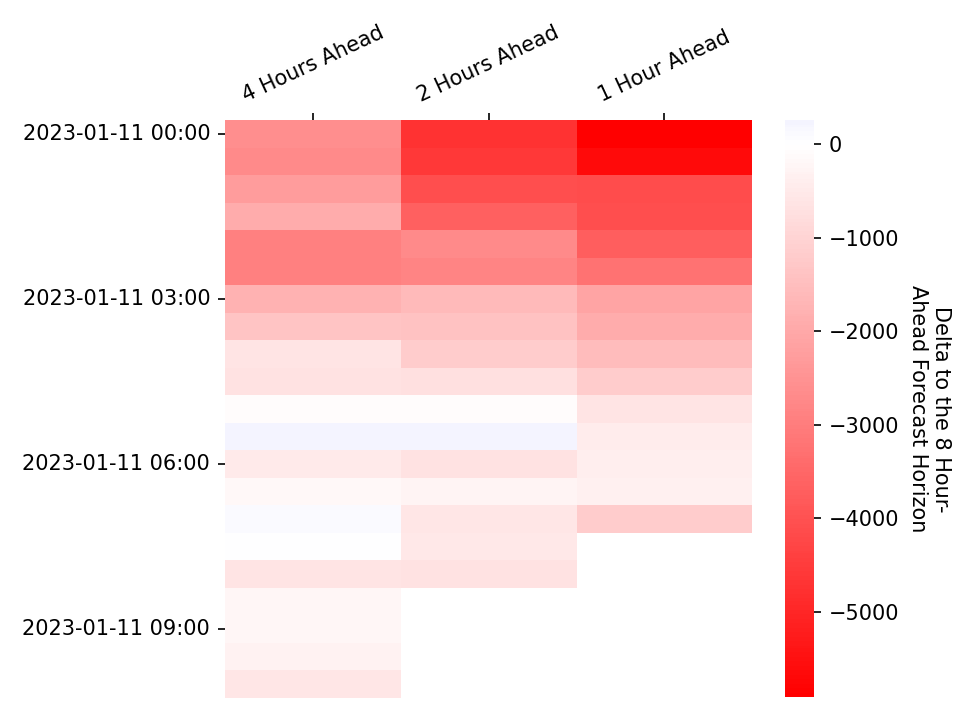 4 Hours Ahead
2 Hours Ahead
1 Hour Ahead
2023-01-11 00:00
2023-01-11 03:00
2023-01-11 06:00
2023-01-11 09:00
0
−1000
−2000
−3000
−4000
−5000
Delta to the 8 Hour-
Ahead Forecast Horizon